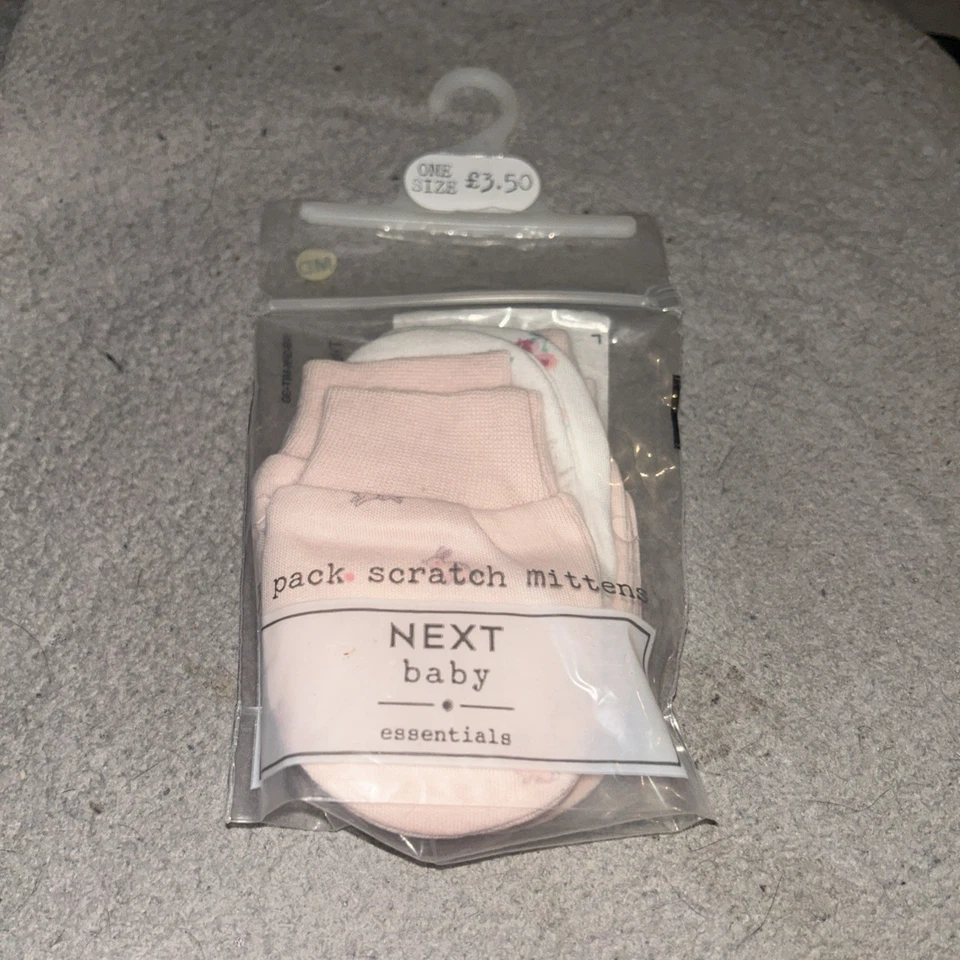 ONE
SIZE £3.50
pack scratch mittens
NEXT
baby
essentials